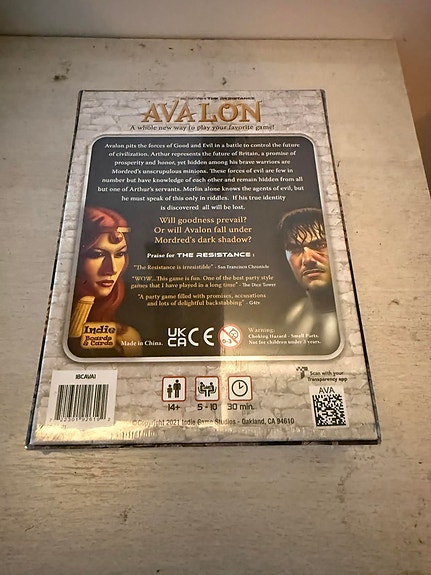 THE RESISTANCE
AVALON
A whole new way to play your favorite game!
Avalon pits the forces of Good and Evil in a battle to control the future
of civilization. Arthur represents the future of Britain, a promise of
prosperity and honor, yet hidden among his brave warriors are
Mordred's unscrupulous minions. These forces of evil are few in
number but have knowledge of each other and remain hidden from all
but one of Arthur's servants. Merlin alone knows the agents of evil, but
he must speak of this only in riddles. If his true identity
is discovered all will be lost.
Will goodness prevail?
Or will Avalon fall under
Mordred's dark shadow?
Praise for THE RESISTANCE :
"The Resistance is irresistible" - San Francisco Chronicle
"WOW...This game is fun. One of the best party style
games that I have played in a long time" - The Dice Tower
"A party game filled with promises, accusations
and lots of delightful backstabbing" - G4tv
Indie
Boards
& Cards
Made in China.
UK
CA CE
0-3
Warning:
Choking Hazard - Small Parts.
Not for children under 3 years.
IBCAVA1
14+
5 - 10
30 min.
Scan with your
Transparency app
AVA
©Copyright 2021 Indie Game Studios - Oakland, CA 94610